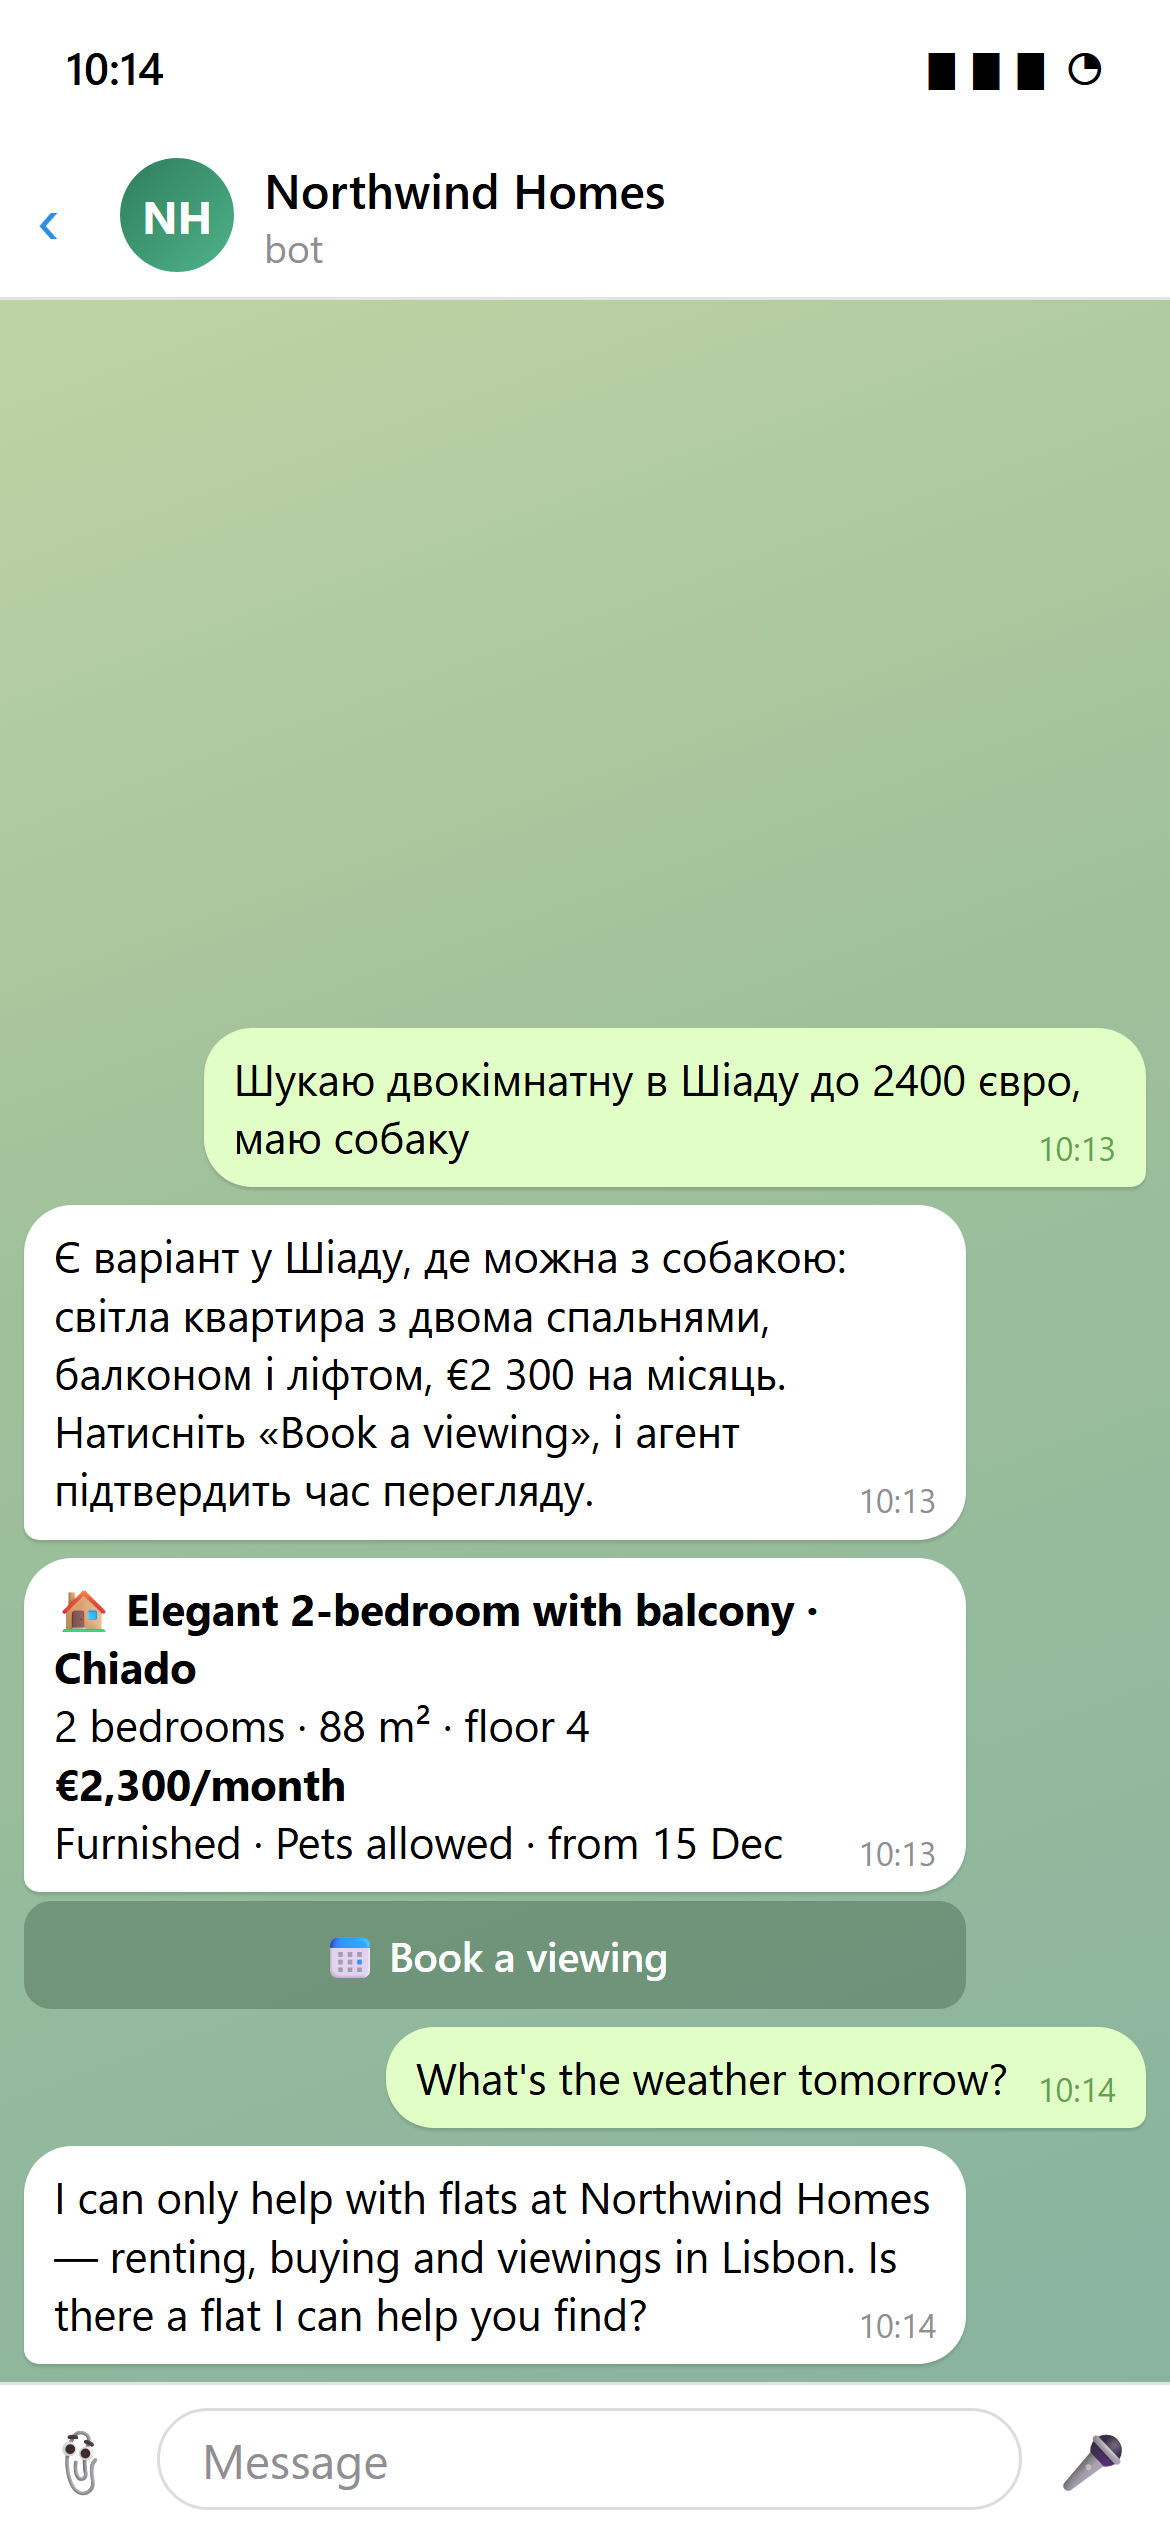 10:14
NH
Northwind Homes
bot
Шукаю двокімнатну в Шіаду до 2400 євро,
маю собаку
10:13
Є варіант у Шіаду, де можна з собакою:
світла квартира з двома спальнями,
балконом і ліфтом, €2 300 на місяць.
Натисніть «Book a viewing», і агент
підтвердить час перегляду.
10:13
Elegant 2-bedroom with balcony ·
Chiado
2 bedrooms · 88 m² · floor 4
€2,300/month
Furnished · Pets allowed · from 15 Dec
10:13
Book a viewing
What's the weather tomorrow?
10:14
I can only help with flats at Northwind Homes
— renting, buying and viewings in Lisbon. Is
there a flat I can help you find?
10:14
Message